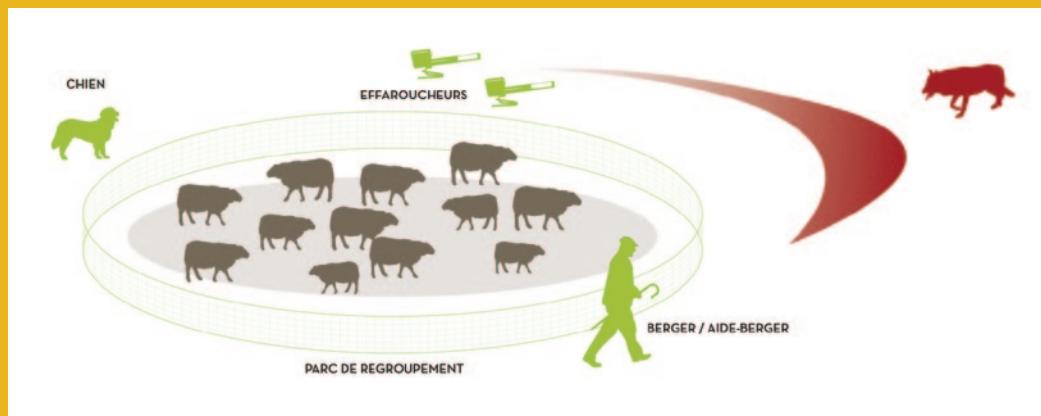 CHIEN
EFFAROUCHEURS
BERGER / AIDE-BERGER
PARC DE REGROUPEMENT